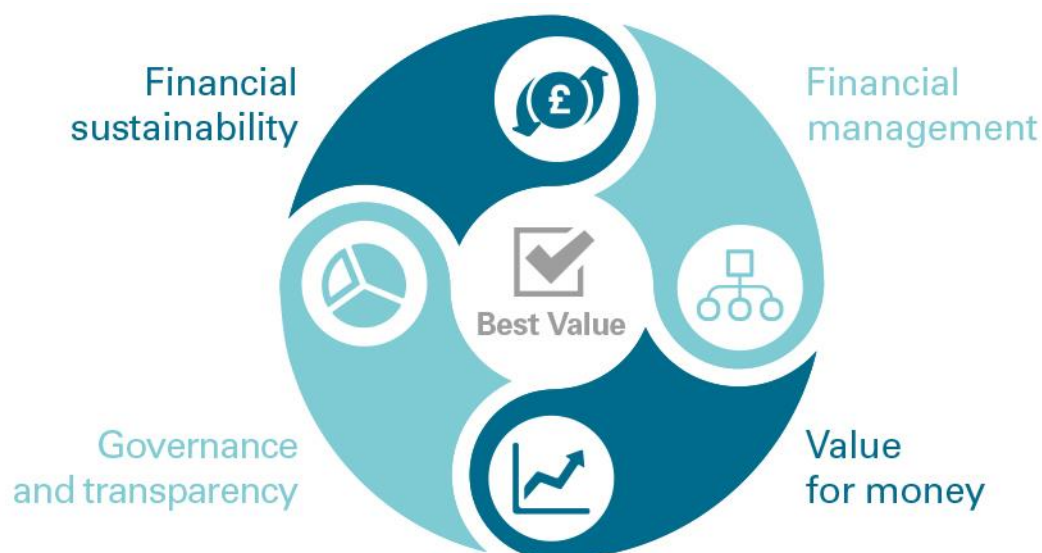 Financial
sustainability
£
Financial
management
Best Value
Governance
and transparency
Value
for money